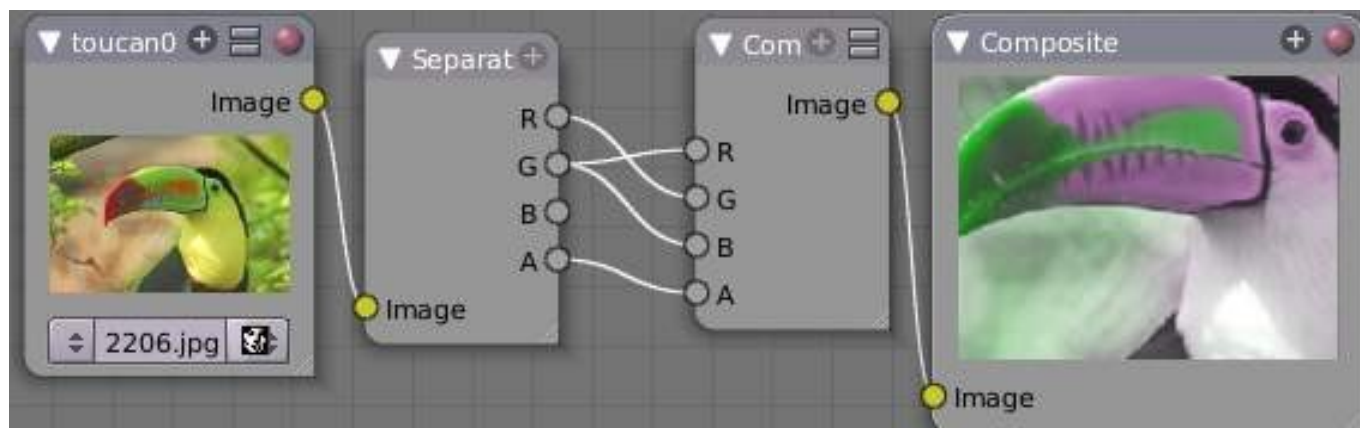 toucan0
Image
2206.jpg
Separat
R
G
B
A
Image
Com
Image
R
G
B
A
Composite
Image